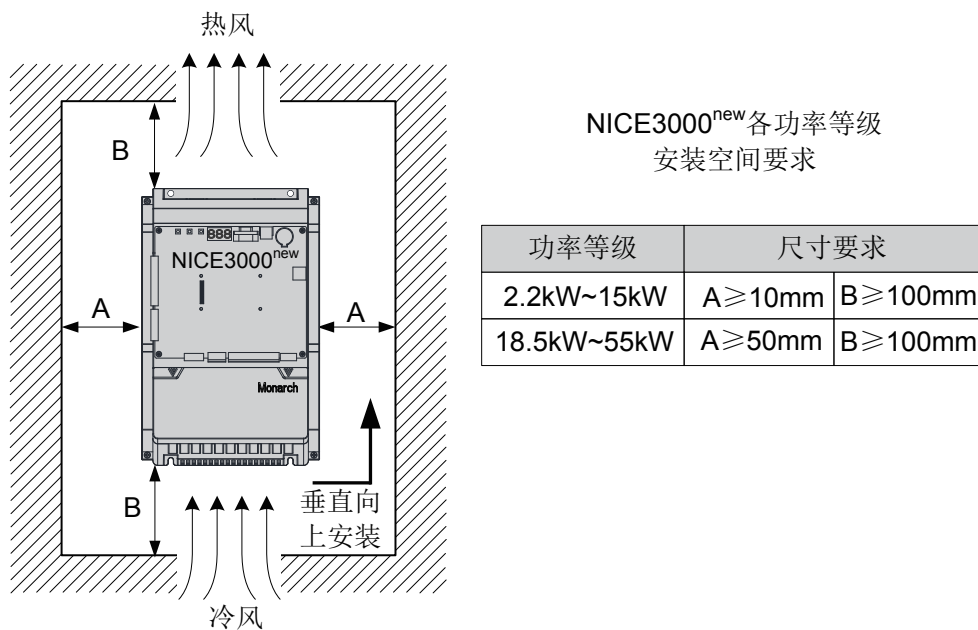 热风
B
888
NICE3000new
A
A
Monarch
B
垂直向
上安装
冷风
NICE3000new各功率等级
安装空间要求
功率等级 尺寸要求
2.2kW~15kW A≥10mm B≥100mm
18.5kW~55kW A≥50mm B≥100mm